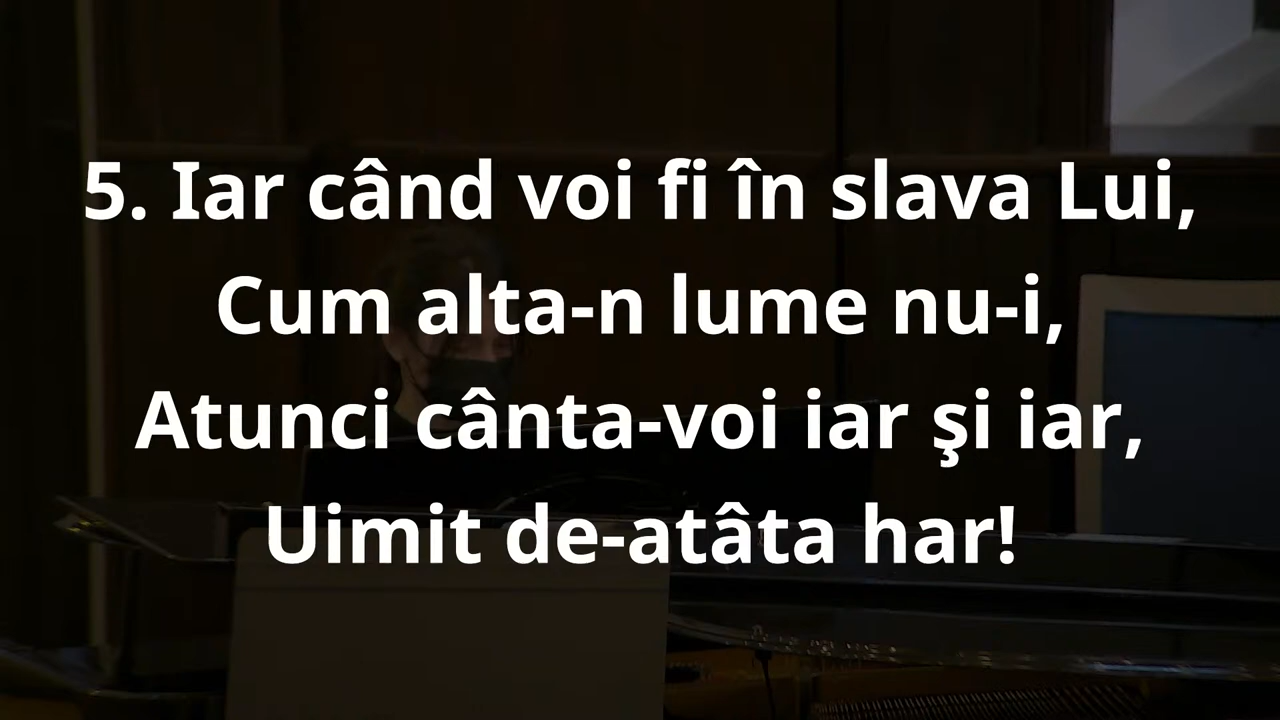 5. Iar când voi fi în slava Lui,
Cum alta-n lume nu-i,
Atunci cânta-voi iar şi iar,
Uimit de-atâta har!